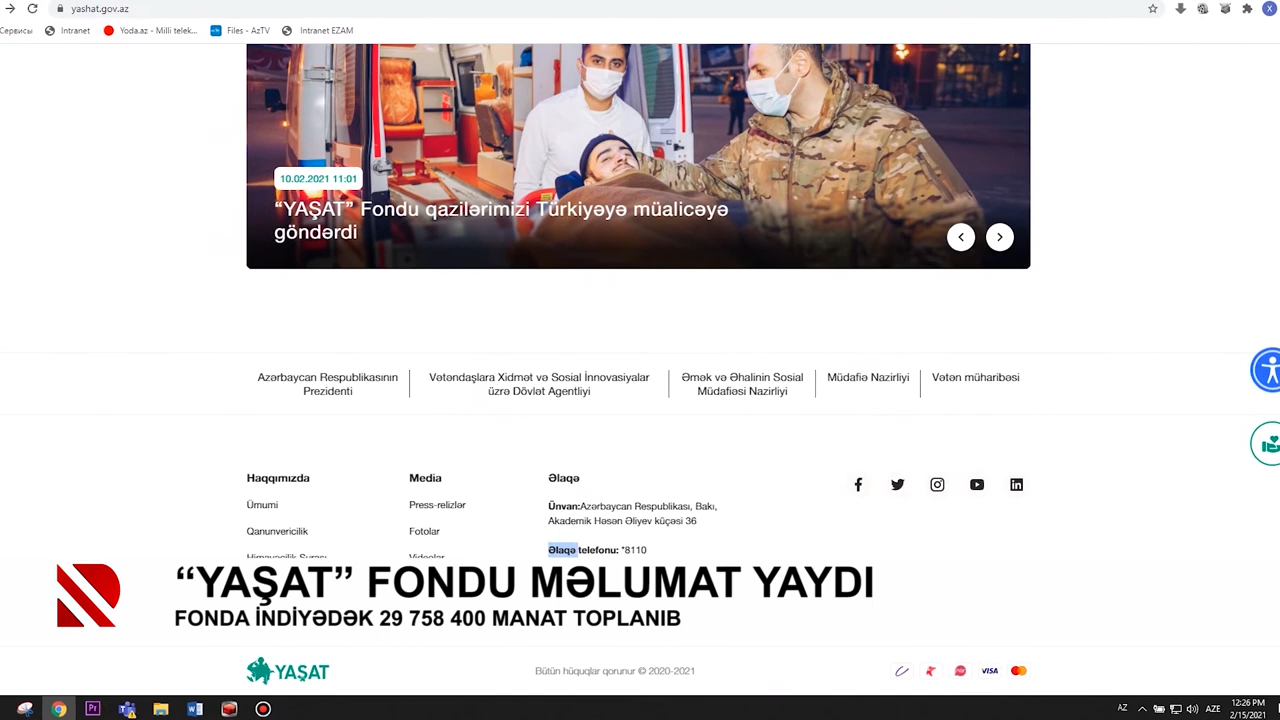 yashat.gov.az
X
Сервисы
Intranet
Yoda.az - Milli telek...
Files - AzTV
Intranet EZAM
10.02.2021 11:01
“YAŞAT” Fondu qazilərimizi Türkiyəyə müalicəyə
göndərdi
Azərbaycan Respublikasının
Prezidenti
Vətəndaşlara Xidmət və Sosial İnnovasiyalar
üzrə Dövlət Agentliyi
Əmək və Əhalinin Sosial
Müdafiəsi Nazirliyi
Müdafiə Nazirliyi
Vətən müharibəsi
Haqqımızda
Ümumi
Qanunvericilik
Himayəçilik Şurası
Media
Press-relizlər
Fotolar
Videolar
Əlaqə
Ünvan:Azərbaycan Respublikası, Bakı,
Akademik Həsən Əliyev küçəsi 36
Əlaqə telefonu: *8110
“YAŞAT” FONDU MƏLUMAT YAYDI
FONDA İNDİYƏDƏK 29 758 400 MANAT TOPLANIB
YAŞAT
Bütün hüquqlar qorunur © 2020-2021
VISA
Pr
AZ
AZE
12:26 PM
2/15/2021